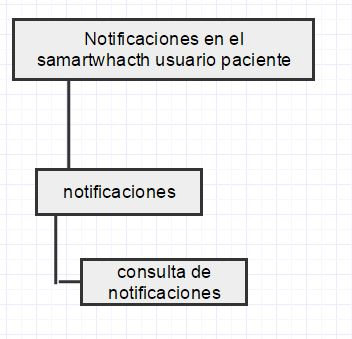 Notificaciones en el
samartwhacth usuario paciente
notificaciones
consulta de
notificaciones